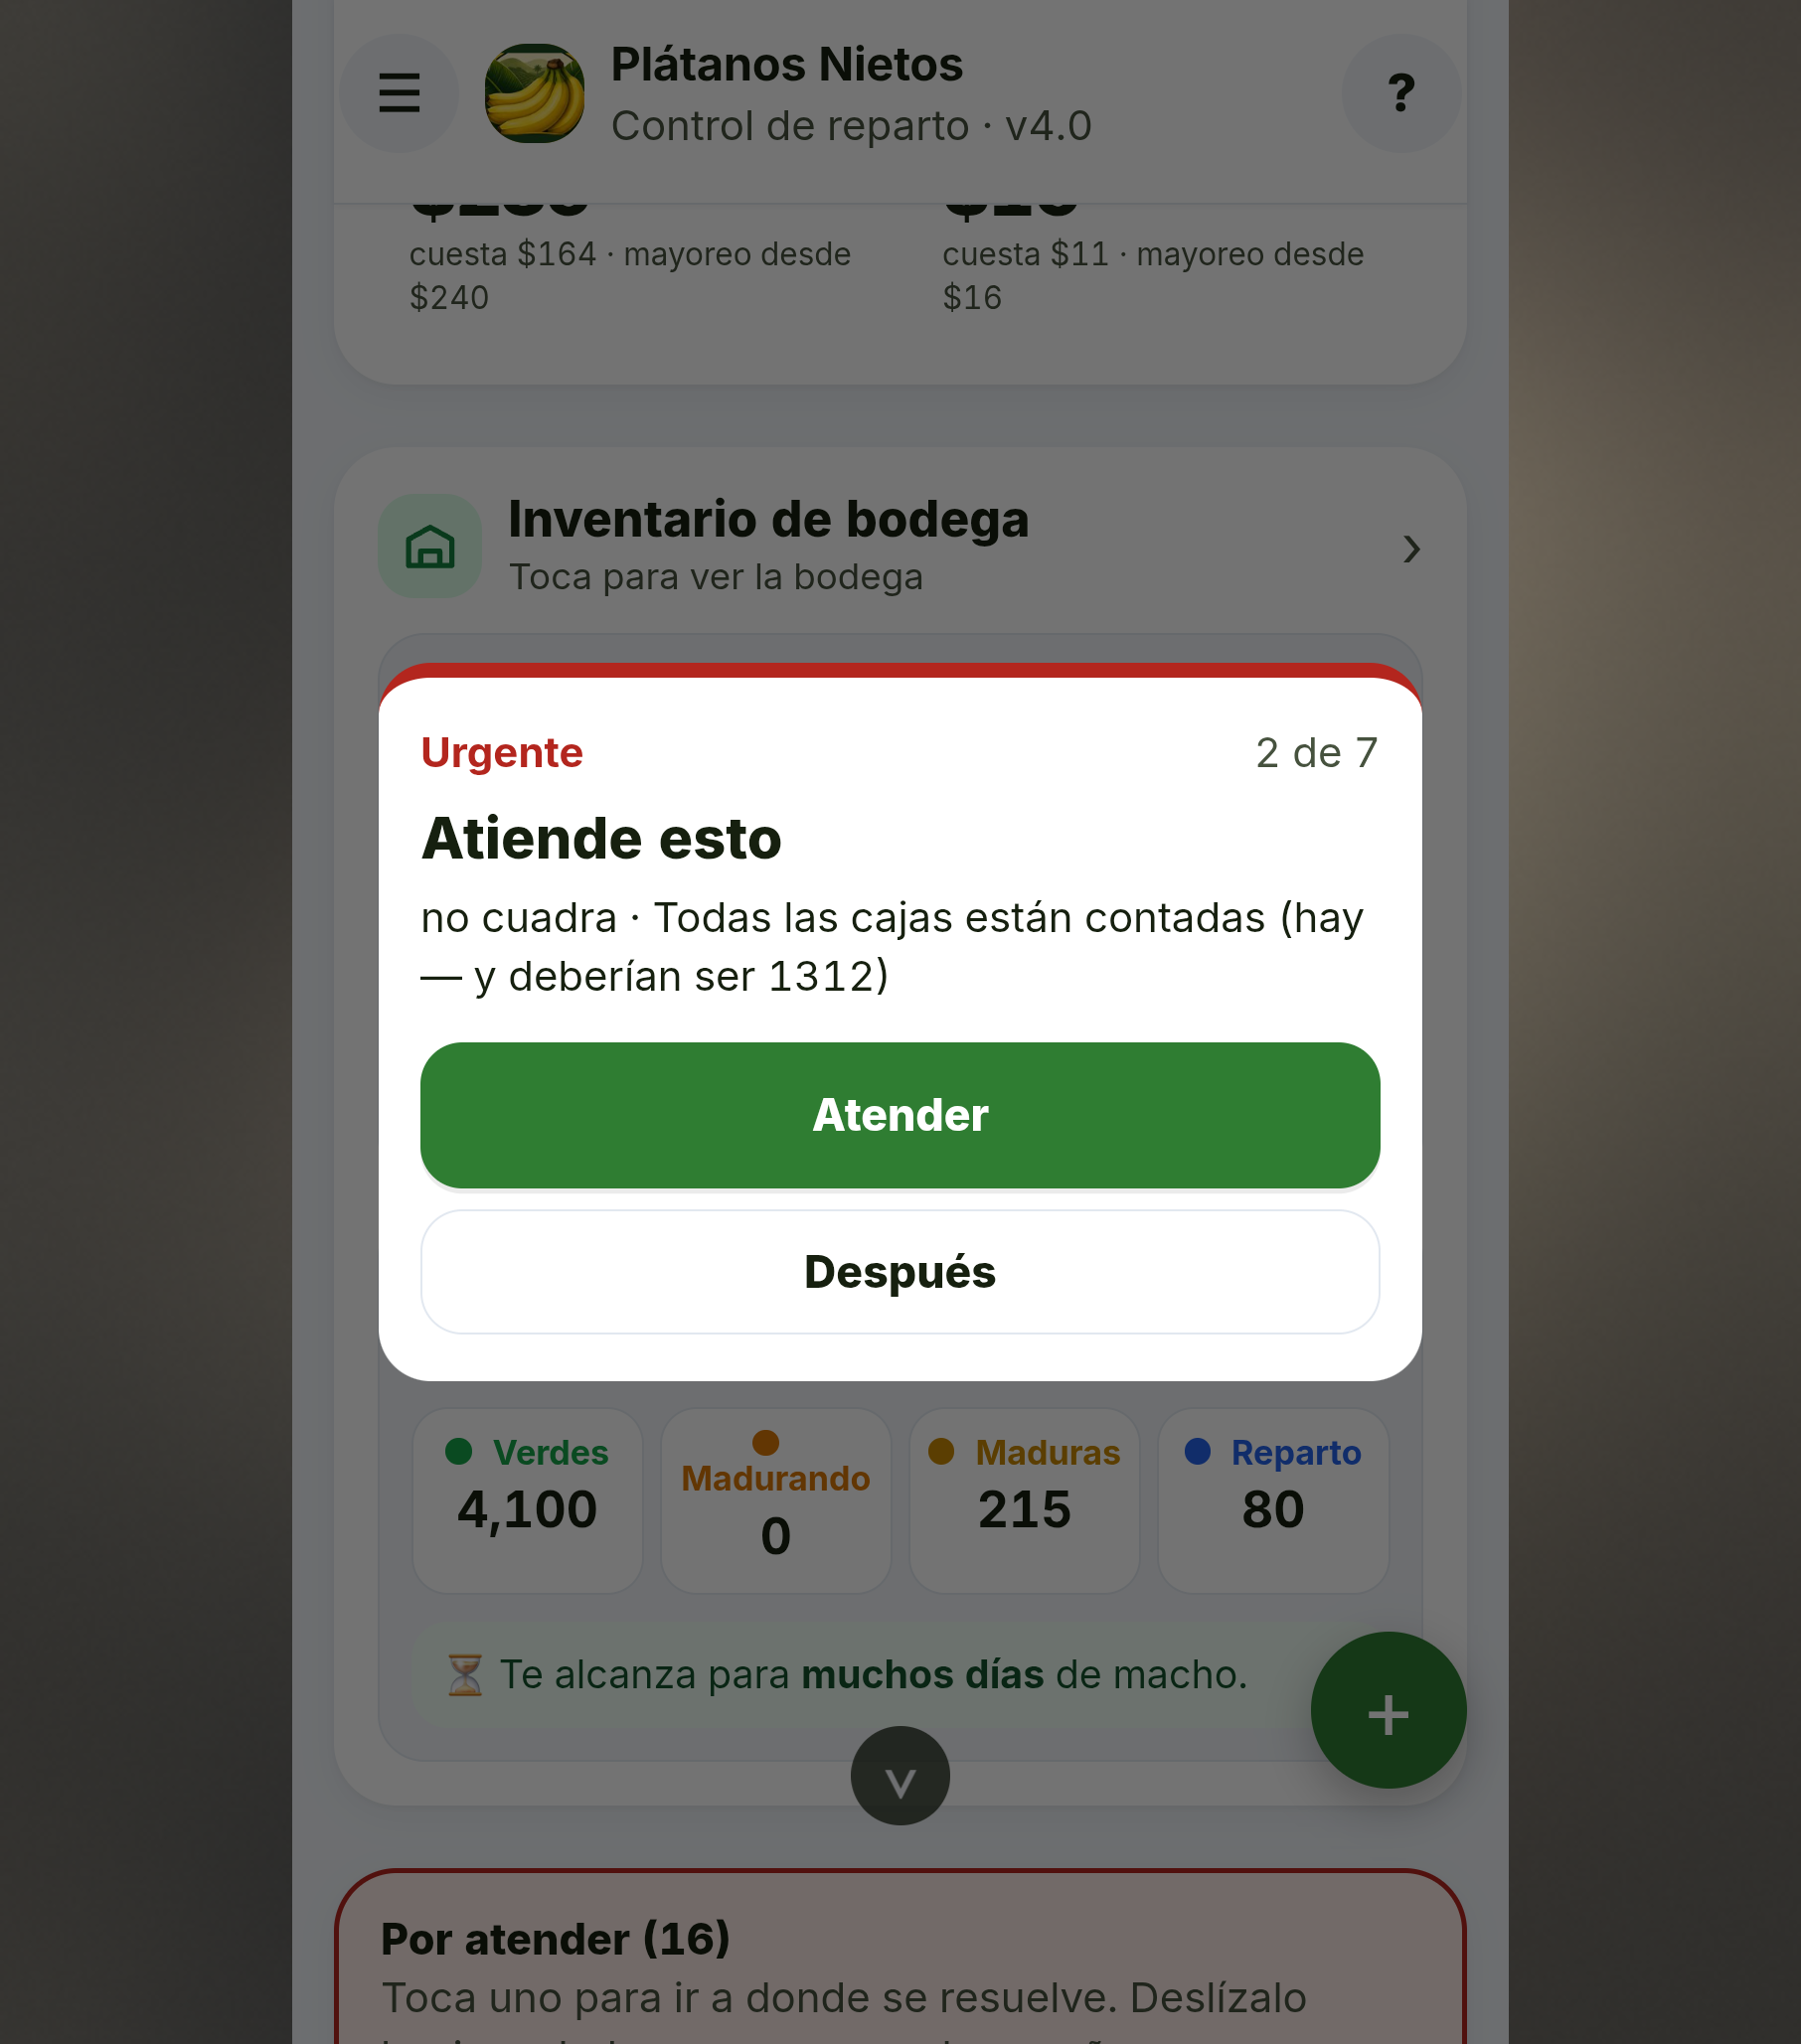 ☰
Plátanos Nietos
Control de reparto · v4.0
?
cuesta $164 · mayoreo desde
$240
cuesta $11 · mayoreo desde
$16
Inventario de bodega
Toca para ver la bodega
›
Urgente
2 de 7
Atiende esto
no cuadra · Todas las cajas están contadas (hay
— y deberían ser 1312)
Atender
Después
Verdes
4,100
Madurando
0
Maduras
215
Reparto
80
⏳ Te alcanza para muchos días de macho.
+
Por atender (16)
Toca uno para ir a donde se resuelve. Deslízalo